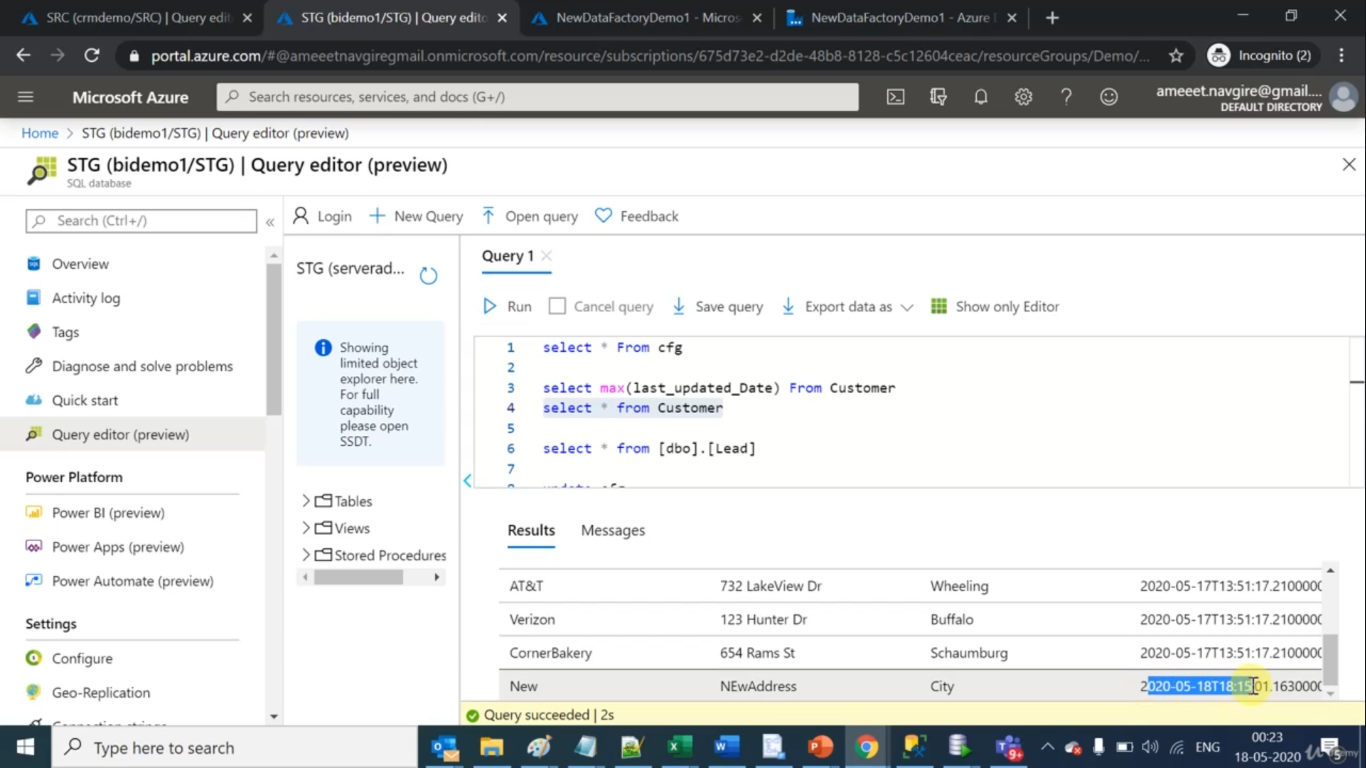 SRC (crmdemo/SRC) | Query edit
STG (bidemo1/STG) | Query edito
NewDataFactoryDemo1 - Micros
NewDataFactoryDemo1 - Azure D
portal.azure.com/#@ameeetnavgiregmail.onmicrosoft.com/resource/subscriptions/675d73e2-d2de-48b8-8128-c5c12604ceac/resourceGroups/Demo/...
Incognito (2)
Microsoft Azure
Search resources, services, and docs (G+/)
ameeet.navgire@gmail....
DEFAULT DIRECTORY
Home > STG (bidemo1/STG) | Query editor (preview)
STG (bidemo1/STG) | Query editor (preview)
SQL database
Search (Ctrl+/)
«
Overview
Activity log
Tags
Diagnose and solve problems
Quick start
Query editor (preview)
Power Platform
Power BI (preview)
Power Apps (preview)
Power Automate (preview)
Settings
Configure
Geo-Replication
Login
New Query
Open query
Feedback
STG (serverad...
Showing
limited object
explorer here.
For full
capability
please open
SSDT.
Tables
Views
Stored Procedures
Query 1
Run
Cancel query
Save query
Export data as
Show only Editor
1 select * From cfg
2
3 select max(last_updated_Date) From Customer
4 select * from Customer
5
6 select * from [dbo].[Lead]
7
Results
Messages
AT&T 732 LakeView Dr Wheeling 2020-05-17T13:51:17.2100000
Verizon 123 Hunter Dr Buffalo 2020-05-17T13:51:17.2100000
CornerBakery 654 Rams St Schaumburg 2020-05-17T13:51:17.2100000
New NEwAddress City 2020-05-18T18:15:01.1630000
Query succeeded | 2s
Type here to search
9+
ENG
00:23
18-05-2020
5